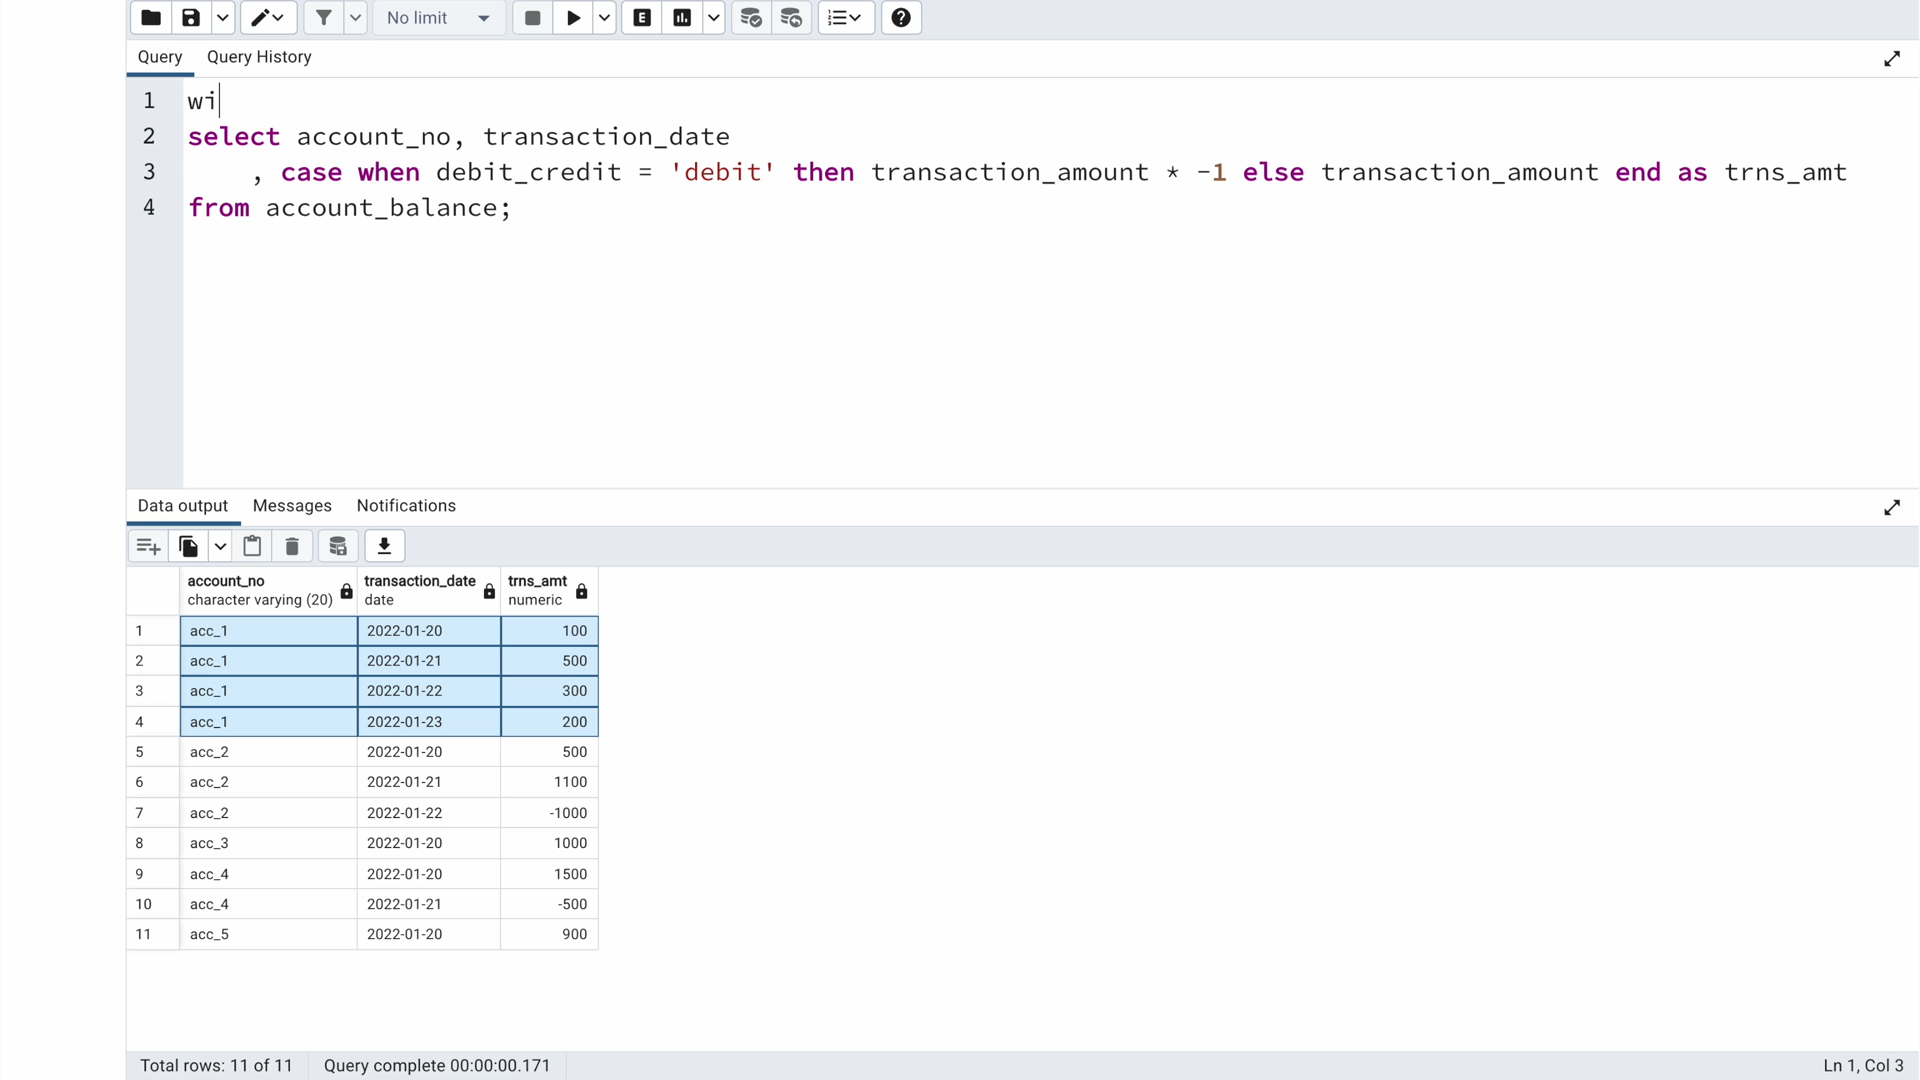 No limit
E
Query Query History
1 wi
2 select account_no, transaction_date
3 , case when debit_credit = 'debit' then transaction_amount * -1 else transaction_amount end as trns_amt
4 from account_balance;
Data output Messages Notifications
account_no transaction_date trns_amt
character varying (20) date numeric
1 acc_1 2022-01-20 100
2 acc_1 2022-01-21 500
3 acc_1 2022-01-22 300
4 acc_1 2022-01-23 200
5 acc_2 2022-01-20 500
6 acc_2 2022-01-21 1100
7 acc_2 2022-01-22 -1000
8 acc_3 2022-01-20 1000
9 acc_4 2022-01-20 1500
10 acc_4 2022-01-21 -500
11 acc_5 2022-01-20 900
Total rows: 11 of 11 Query complete 00:00:00.171 Ln 1, Col 3